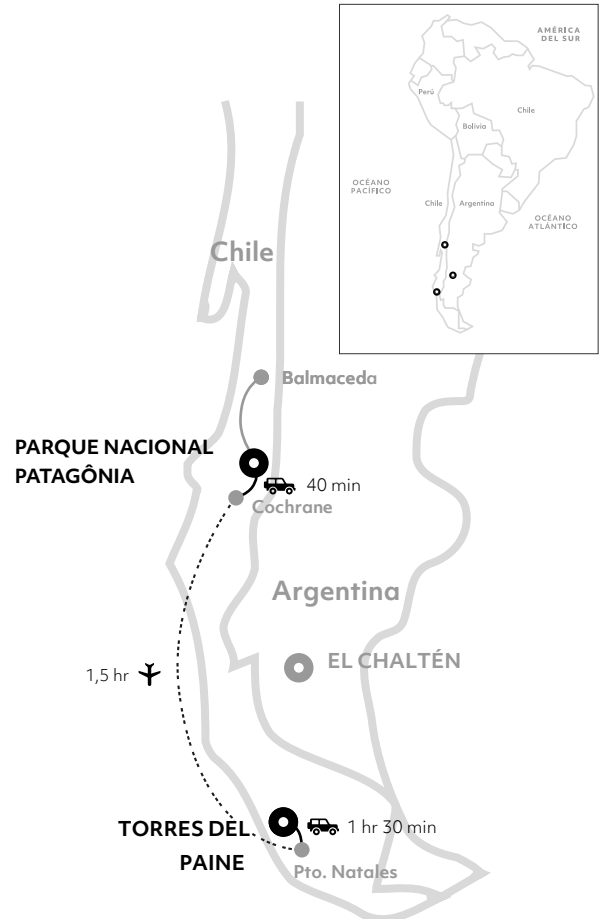 AMÉRICA
DEL SUR
Perú
Chile
Bolivia
OCÉANO
PACÍFICO
Chile
Argentina
OCÉANO
ATLÁNTICO
Chile
Balmaceda
PARQUE NACIONAL
PATAGÔNIA
40 min
Cochrane
Argentina
EL CHALTÉN
1,5 hr
TORRES DEL
PAINE
1 hr 30 min
Pto. Natales